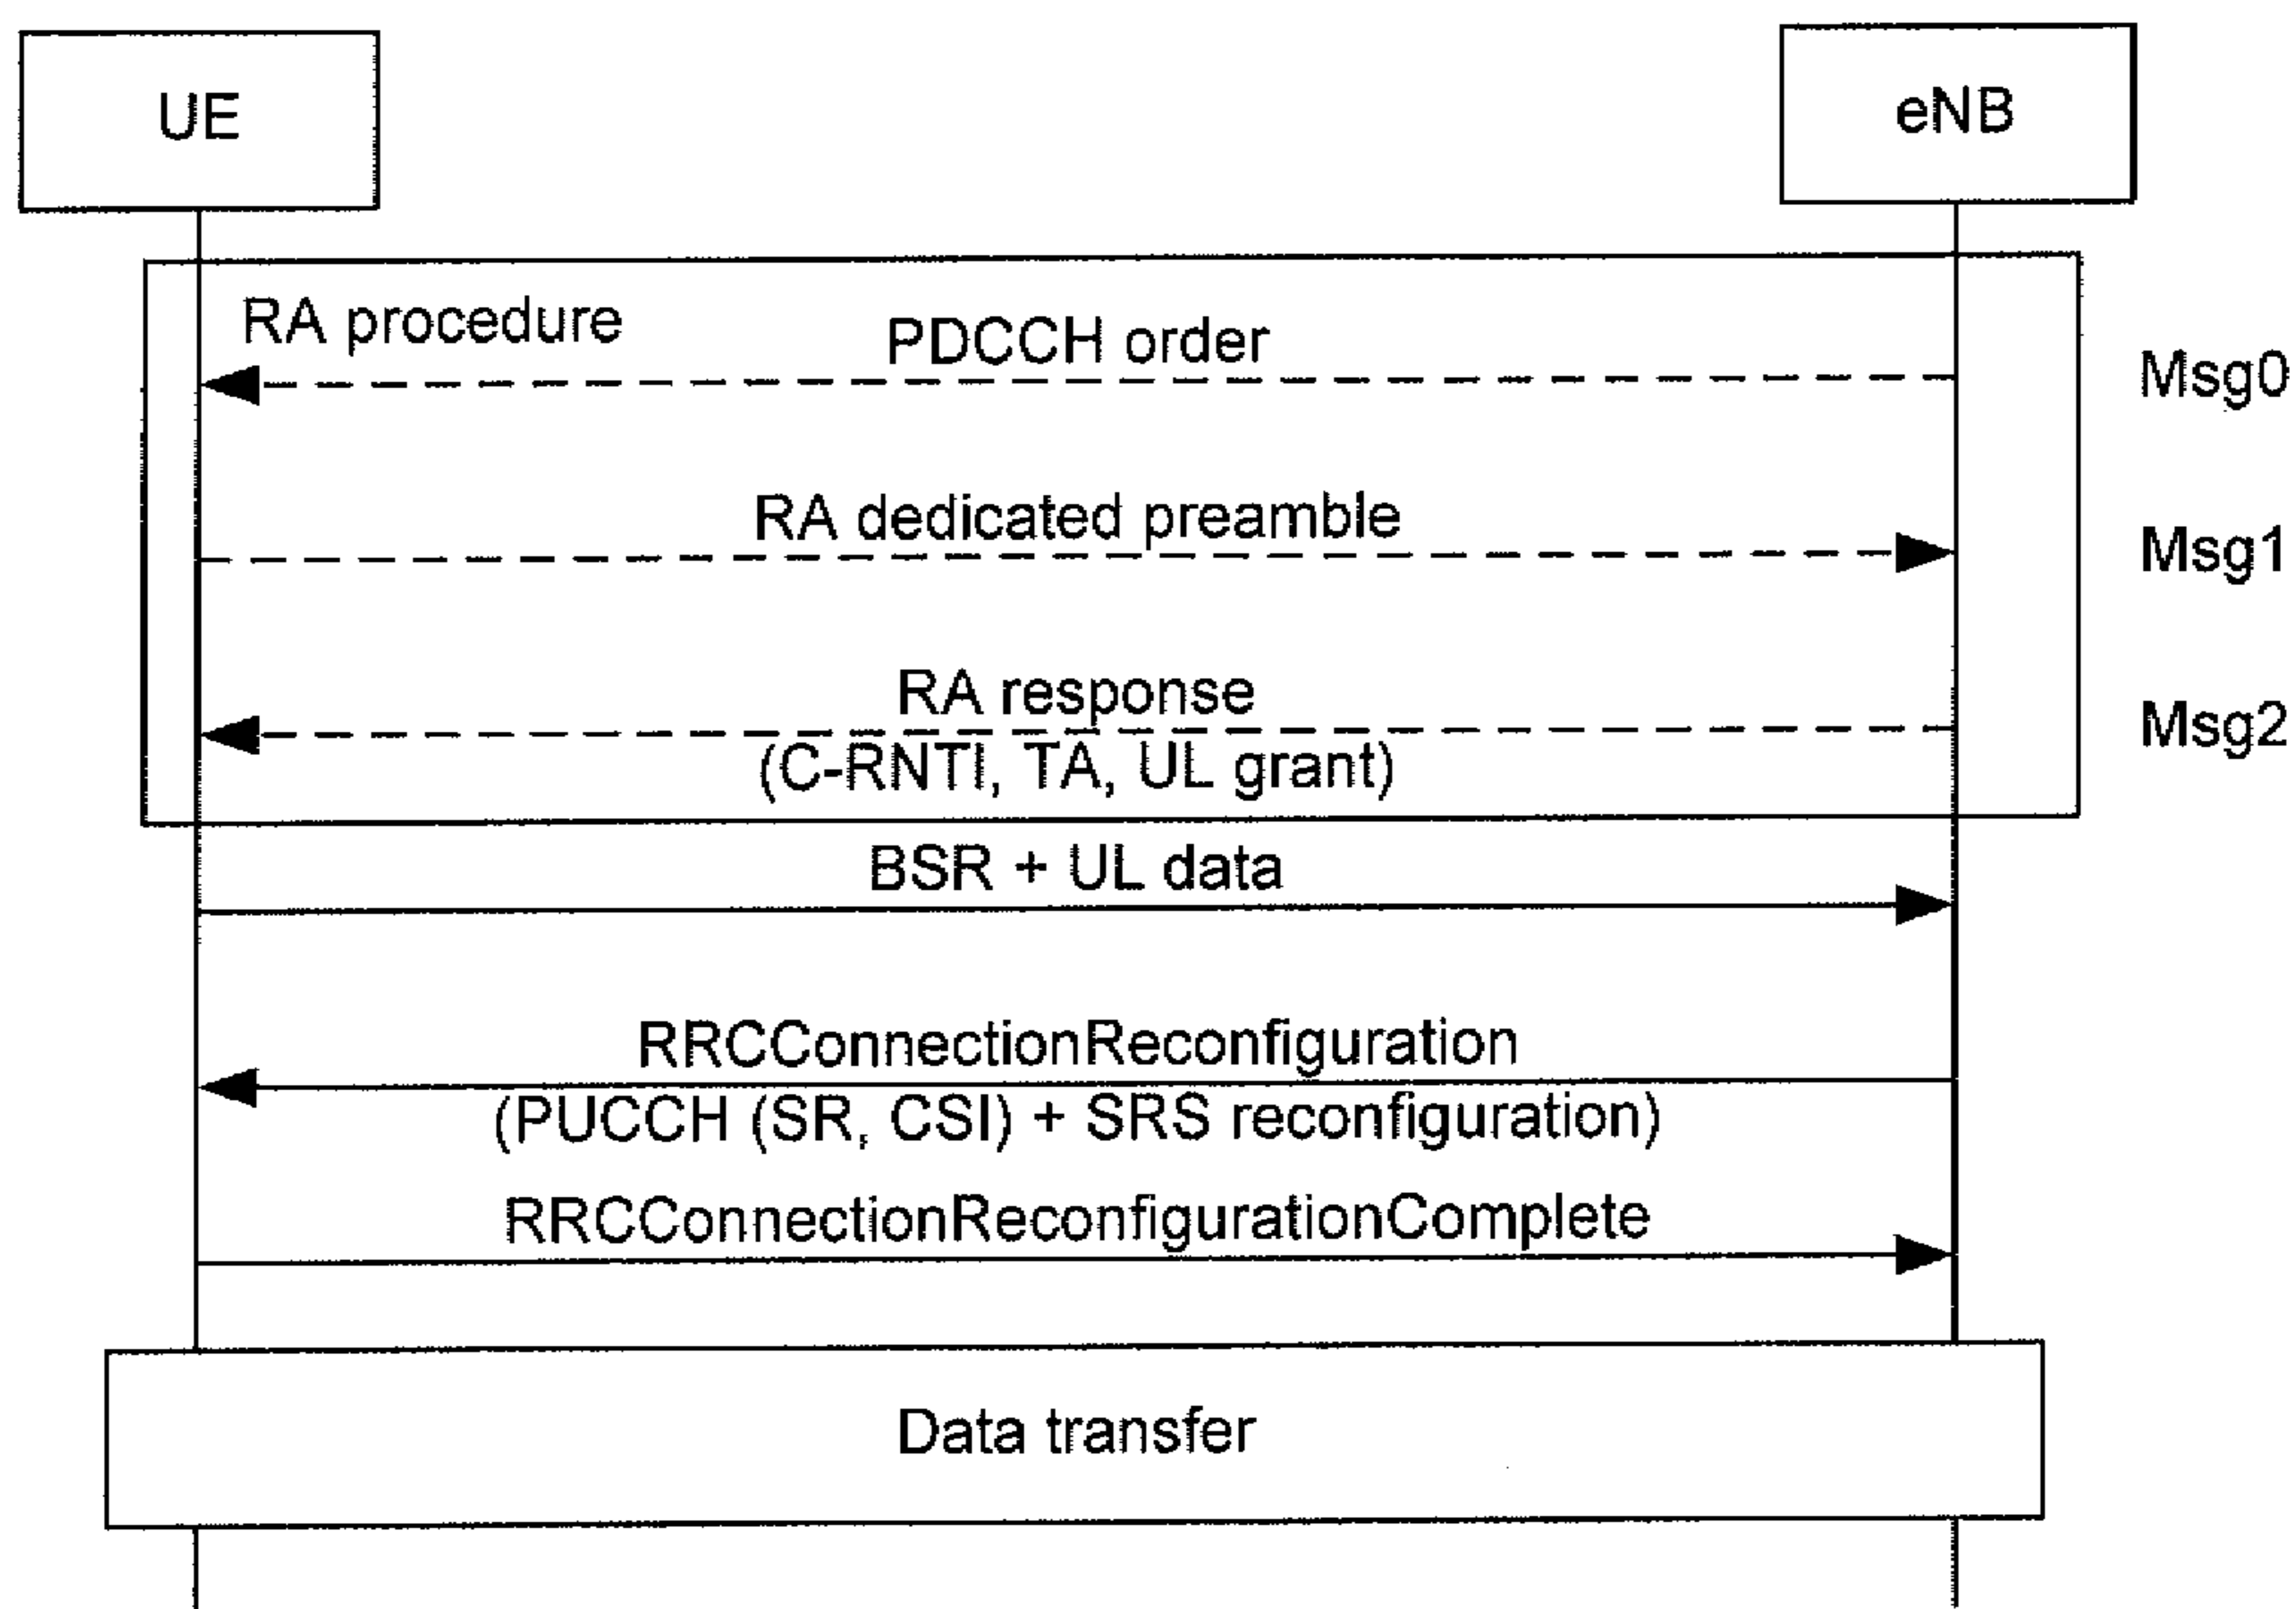 UE
eNB
RA procedure
PDCCH order
Msg0
RA dedicated preamble
Msg1
RA response
Msg2
(C-RNTI, TA, UL grant)
BSR + UL data
RRCConnectionReconfiguration
(PUCCH (SR, CSI) + SRS reconfiguration)
RRCConnectionReconfigurationComplete
Data transfer